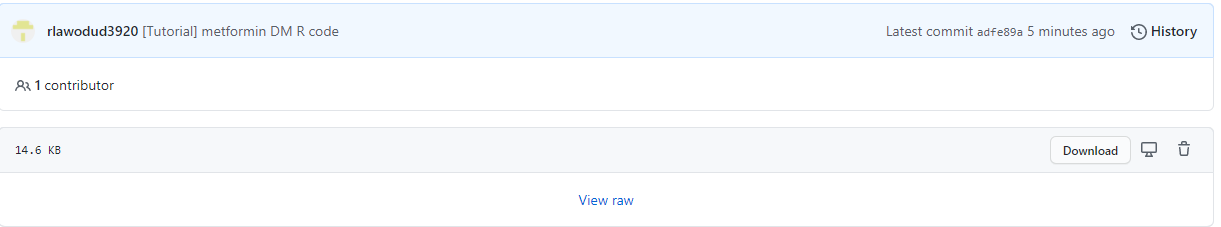 rlawodud3920 [Tutorial] metformin DM R code Latest commit adfe89a 5 minutes ago History
1 contributor
14.6 KB Download
View raw